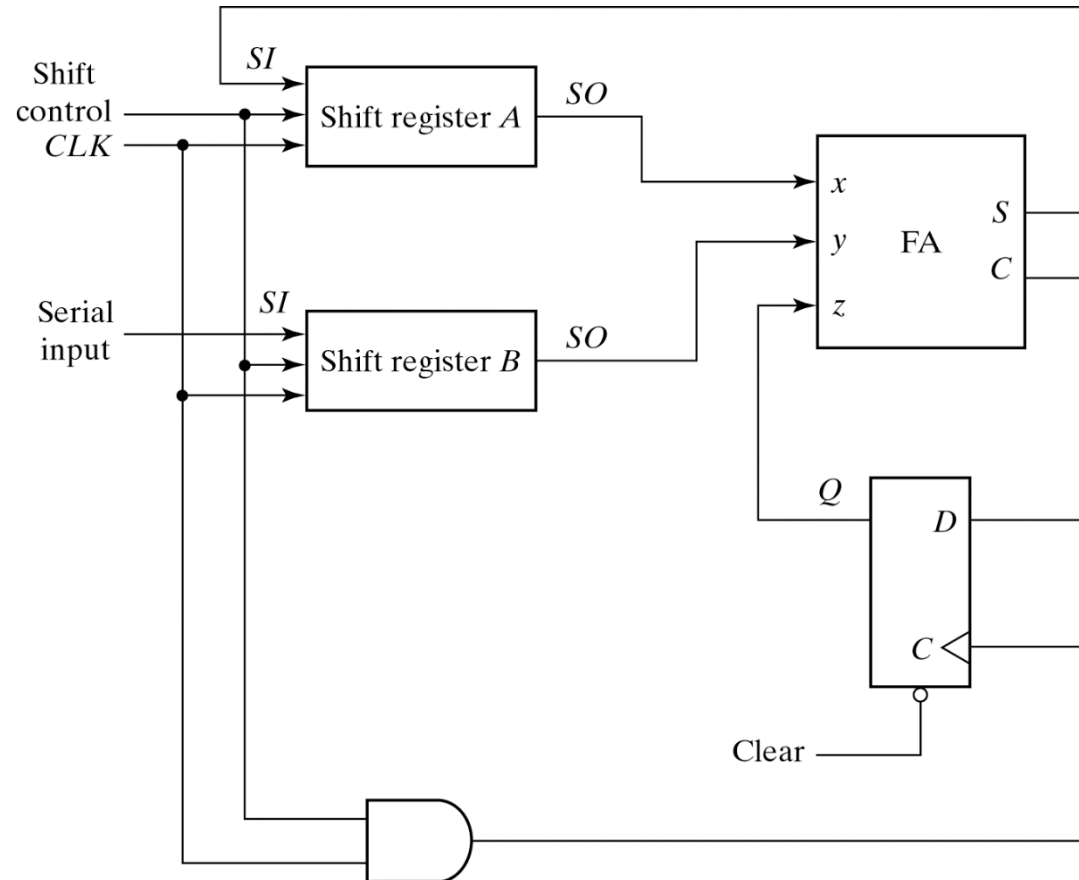 SI
Shift
control
CLK
Shift register A
SO
x
y
z
FA
S
C
Serial
input
SI
Shift register B
SO
Q
D
C
Clear